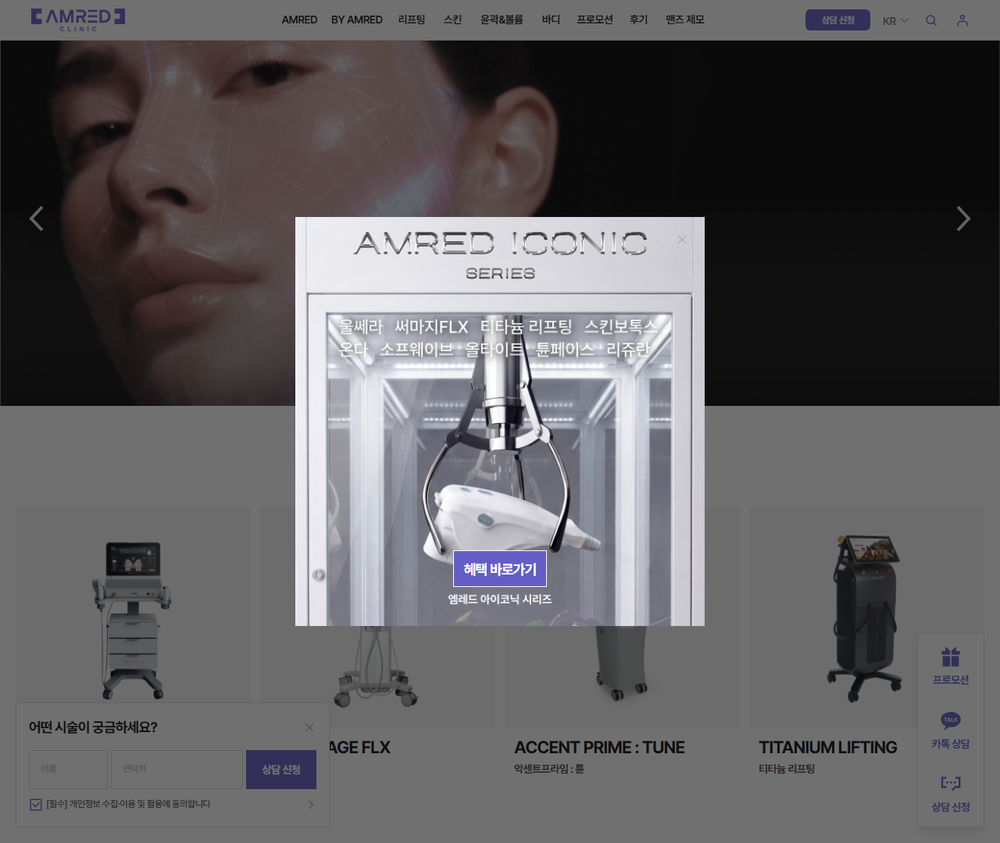 AMRED
CLINIC
AMRED BY AMRED 리프팅 스킨 윤곽&볼륨 바디 프로모션 후기 맨즈 제모
상담 신청
KR
AMRED ICONIC
SERIES
울쎄라 써마지FLX 티타늄 리프팅 스킨보톡스
온다 소프웨이브 올타이트 튠페이스 리쥬란
혜택 바로가기
엠레드 아이코닉 시리즈
AGE FLX
ACCENT PRIME : TUNE
악센트프라임 : 튠
TITANIUM LIFTING
티타늄 리프팅
어떤 시술이 궁금하세요?
이름
연락처
상담 신청
[필수] 개인정보 수집·이용 및 활용에 동의합니다
프로모션
TALK
카톡 상담
상담 신청